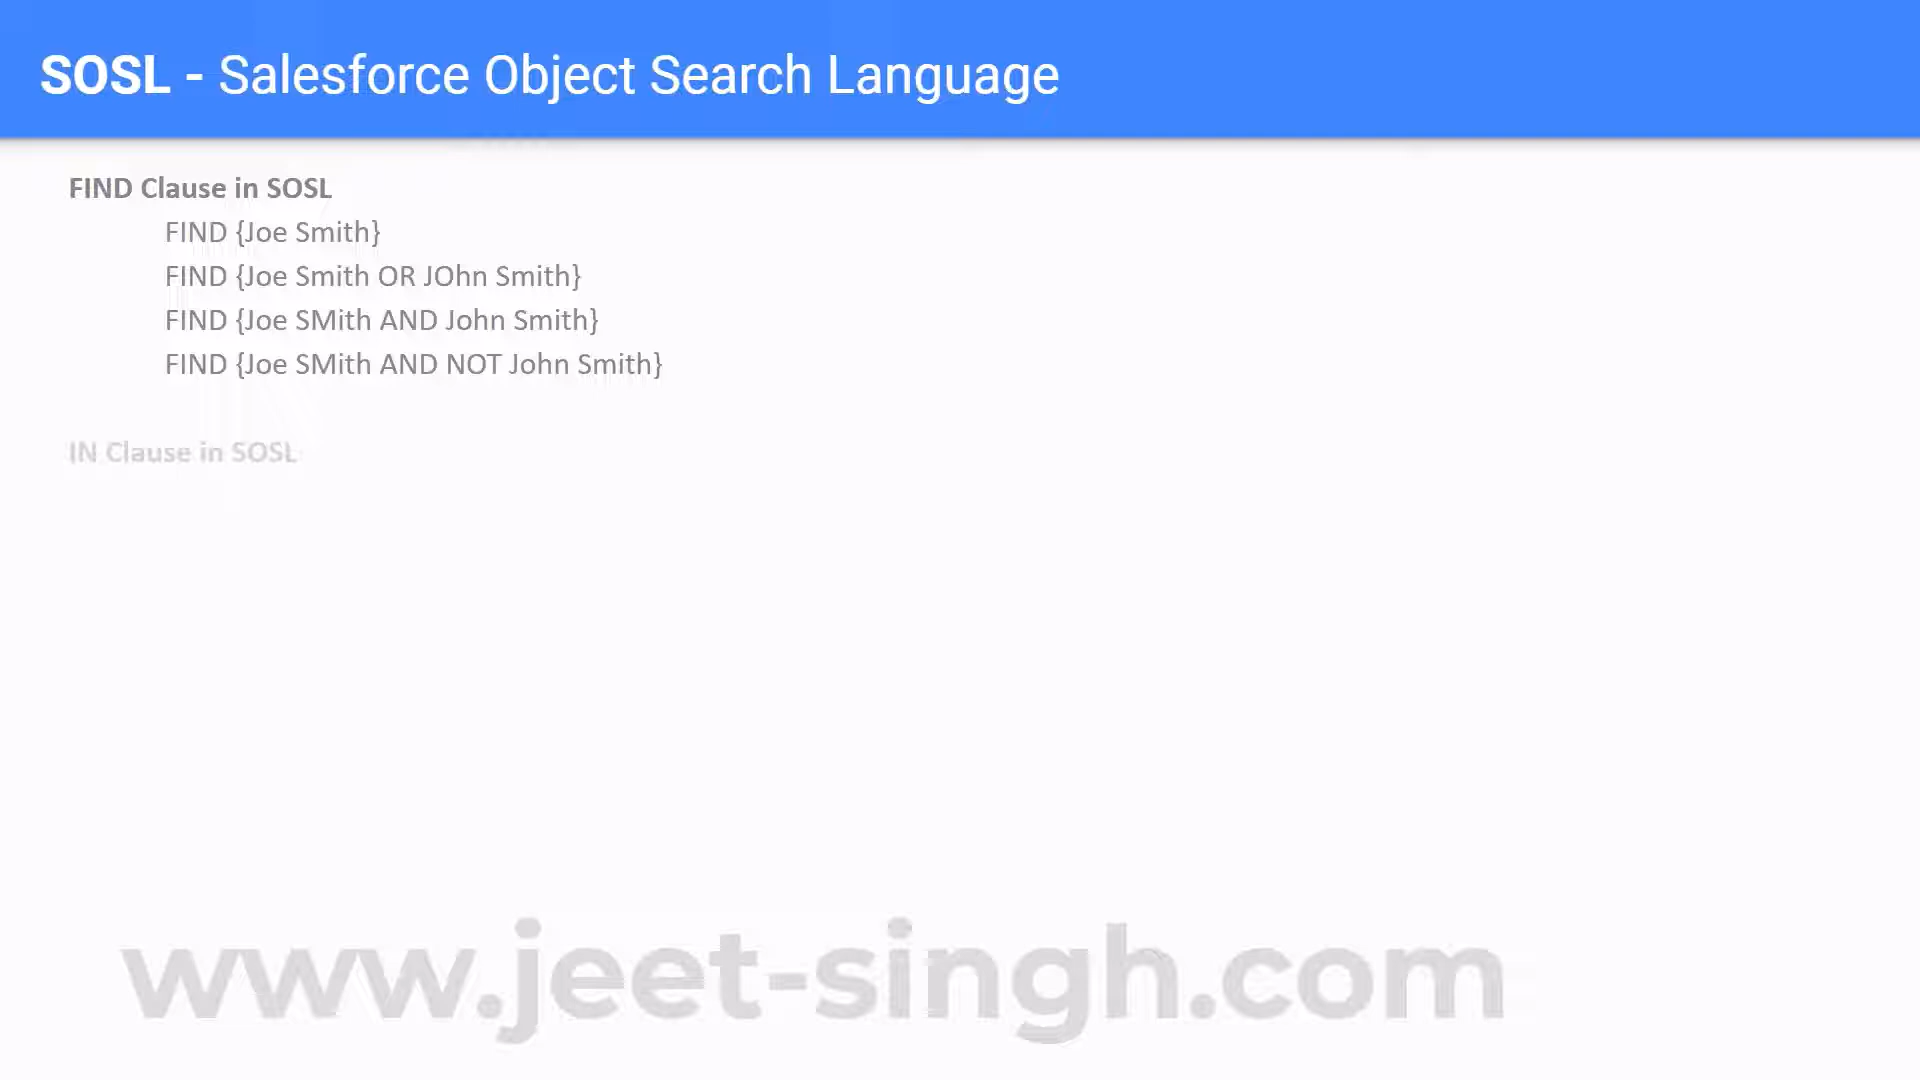 SOSL - Salesforce Object Search Language
FIND Clause in SOSL
FIND {Joe Smith}
FIND {Joe Smith OR JOhn Smith}
FIND {Joe SMith AND John Smith}
FIND {Joe SMith AND NOT John Smith}
IN Clause in SOSL
www.jeet-singh.com